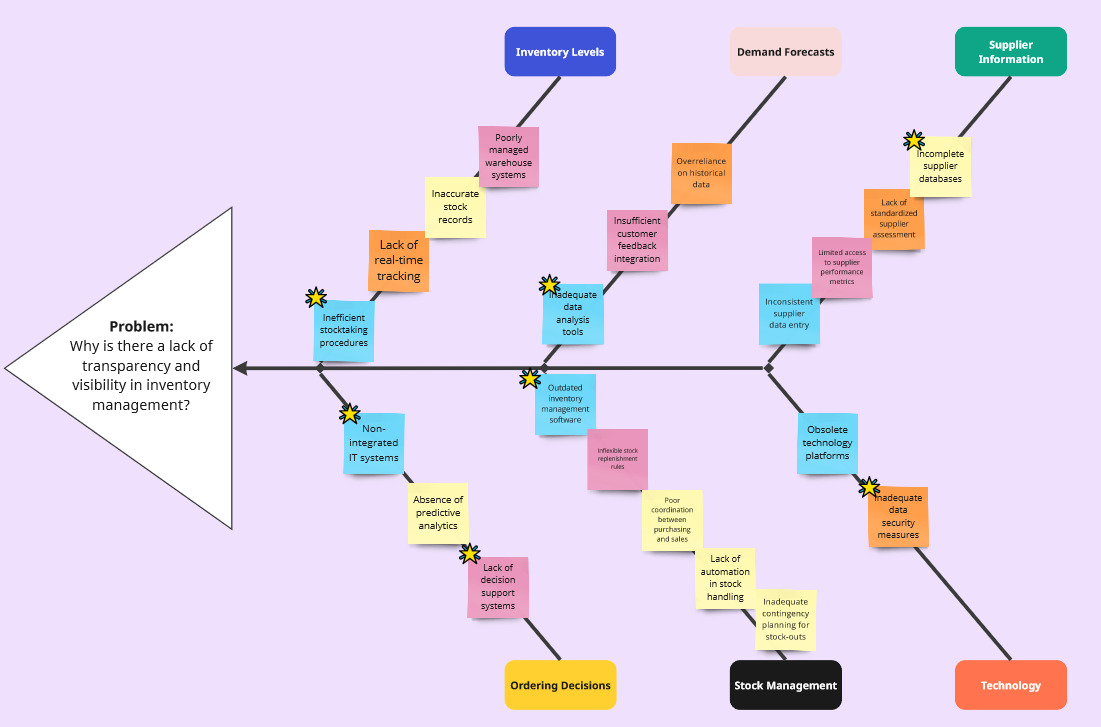 Inventory Levels
Demand Forecasts
Supplier
Information
Poorly
managed
warehouse
systems
Inaccurate
stock
records
Lack of
real-time
tracking
Inefficient
stocktaking
procedures
Overreliance
on historical
data
Insufficient
customer
feedback
integration
Inadequate
data
analysis
tools
Incomplete
supplier
databases
Lack of
standardized
supplier
assessment
Limited access
to supplier
performance
metrics
Inconsistent
supplier
data entry
Problem:
Why is there a lack of
transparency and
visibility in inventory
management?
Non-
integrated
IT systems
Absence of
predictive
analytics
Lack of
decision
support
systems
Outdated
inventory
management
software
Inflexible stock
replenishment
rules
Poor
coordination
between
purchasing
and sales
Lack of
automation
in stock
handling
Inadequate
contingency
planning for
stock-outs
Obsolete
technology
platforms
Inadequate
data
security
measures
Ordering Decisions
Stock Management
Technology